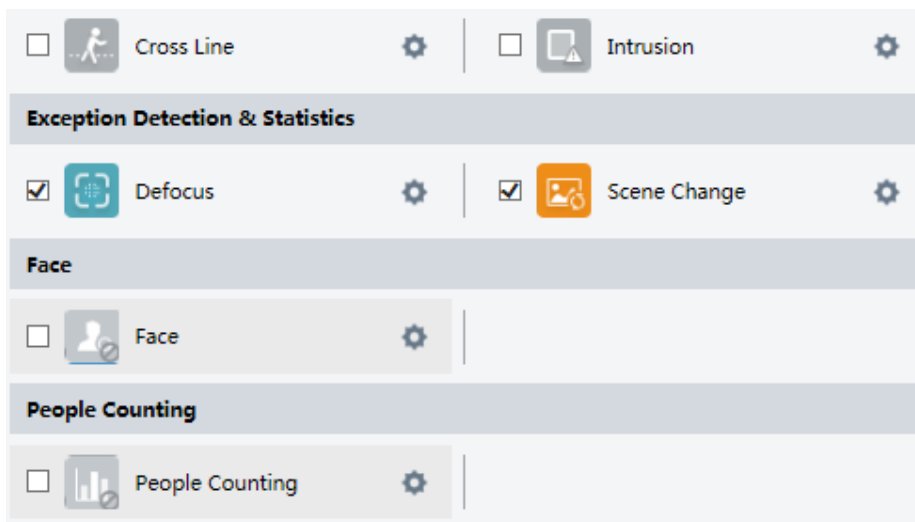 Cross Line
Intrusion
Exception Detection & Statistics
Defocus
Scene Change
Face
Face
People Counting
People Counting